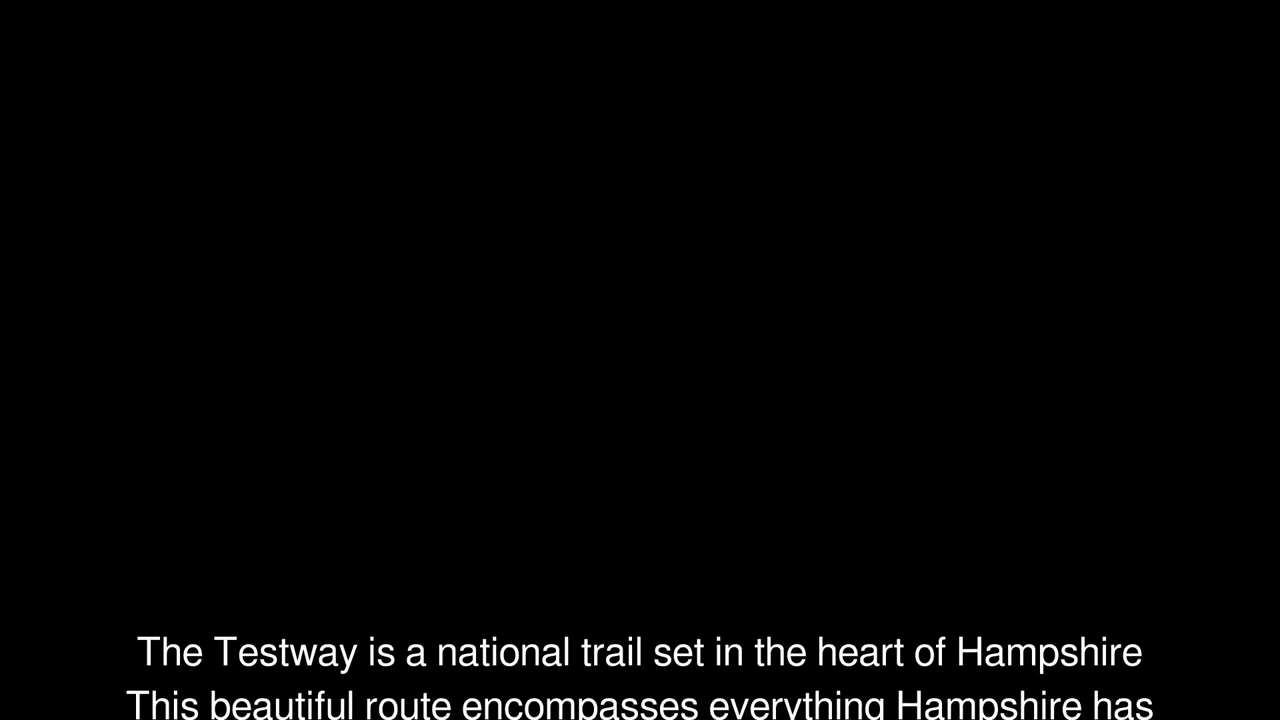 The Testway is a national trail set in the heart of Hampshire
This beautiful route encompasses everything Hampshire has